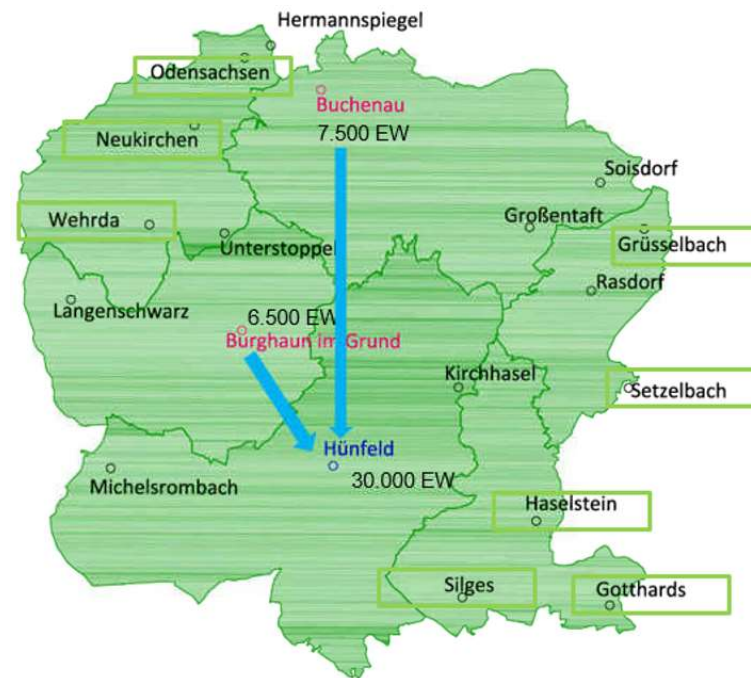 Hermannspiegel
Odensachsen
Buchenau
7.500 EW
Neukirchen
Soisdorf
Großentaft
Wehrda
Unterstoppel
Grüsselbach
Rasdorf
Langenschwarz
6.500 EW
Burghaun im Grund
Kirchhasel
Setzelbach
Hünfeld
30.000 EW
Michelsrombach
Haselstein
Silges
Gotthards